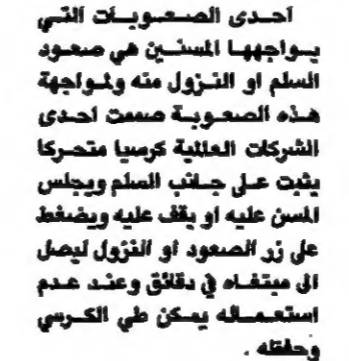 احدى الصعوبات التي
يواجهها المسنين هي صعود
السلم او النزول منه ولمواجهة
هذه الصعوبة صممت احدى
الشركات العالمية كرسيا متحركا
يثبت على جانب السلم ويجلس
المسن عليه او يقف عليه ويضغط
على زر الصعود او النزول ليصل
الى مبتغاه في دقائق وعند عدم
استعماله يمكن طي الكرسي
وحفظه .